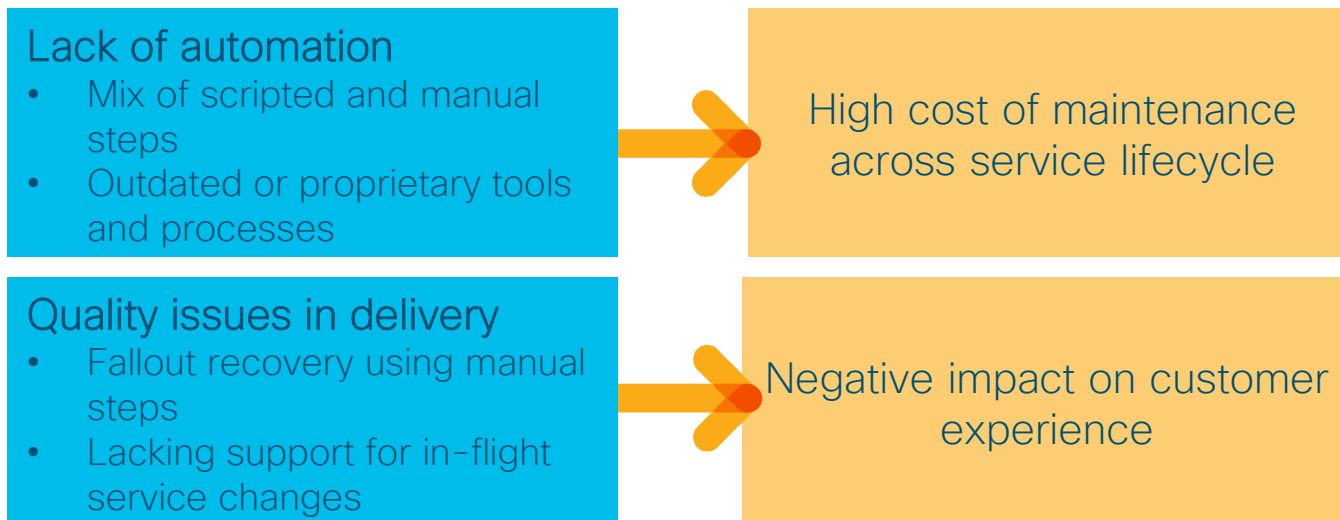 Lack of automation
• Mix of scripted and manual
steps
• Outdated or proprietary tools
and processes
High cost of maintenance
across service lifecycle
Quality issues in delivery
• Fallout recovery using manual
steps
• Lacking support for in-flight
service changes
Negative impact on customer
experience